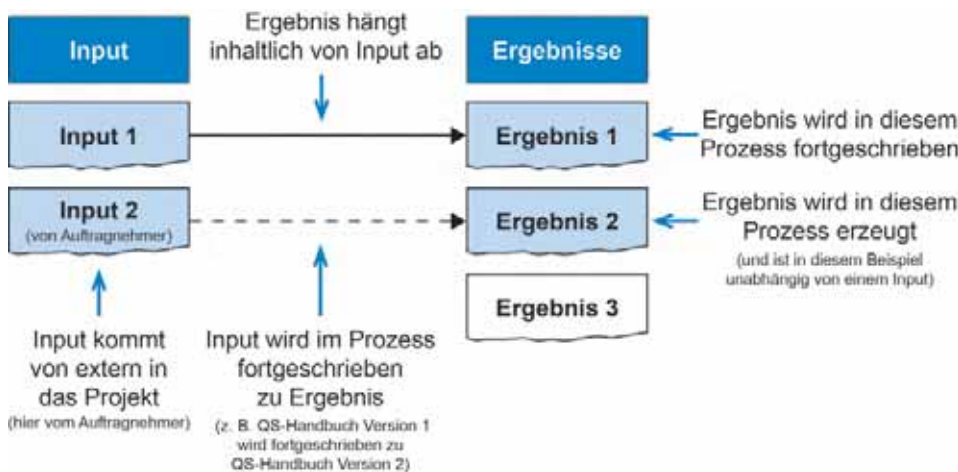 Input
Ergebnis hängt
inhaltlich von Input ab
Ergebnisse
Input 1
Ergebnis 1
Ergebnis wird in diesem
Prozess fortgeschrieben
Input 2
(von Auftragnehmer)
Ergebnis 2
Ergebnis wird in diesem
Prozess erzeugt
(und ist in diesem Beispiel
unabhängig von einem Input)
Ergebnis 3
Input kommt
von extern in
das Projekt
(hier vom Auftragnehmer)
Input wird im Prozess
fortgeschrieben
zu Ergebnis
(z. B. QS-Handbuch Version 1
wird fortgeschrieben zu
QS-Handbuch Version 2)